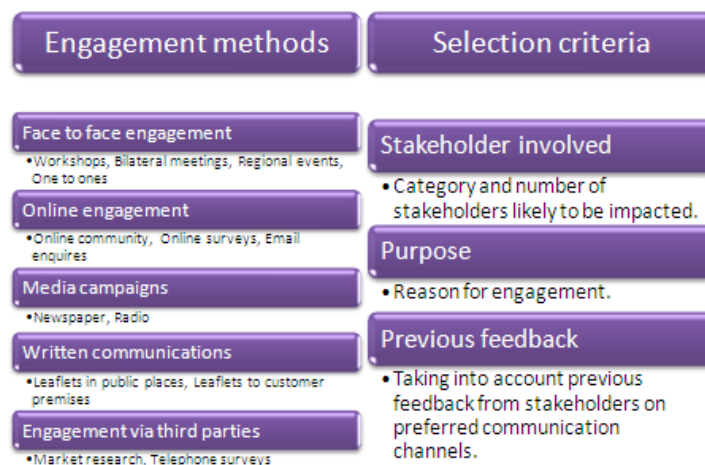 Engagement methods
Face to face engagement
•Workshops, Bilateral meetings, Regional events,
One to ones
Online engagement
•Online community, Online surveys, Email
enquires
Media campaigns
•Newspaper, Radio
Written communications
•Leaflets in public places, Leaflets to customer
premises
Engagement via third parties
•Market research, Telephone surveys
Selection criteria
Stakeholder involved
•Category and number of
stakeholders likely to be impacted.
Purpose
•Reason for engagement.
Previous feedback
•Taking into account previous
feedback from stakeholders on
preferred communication
channels.